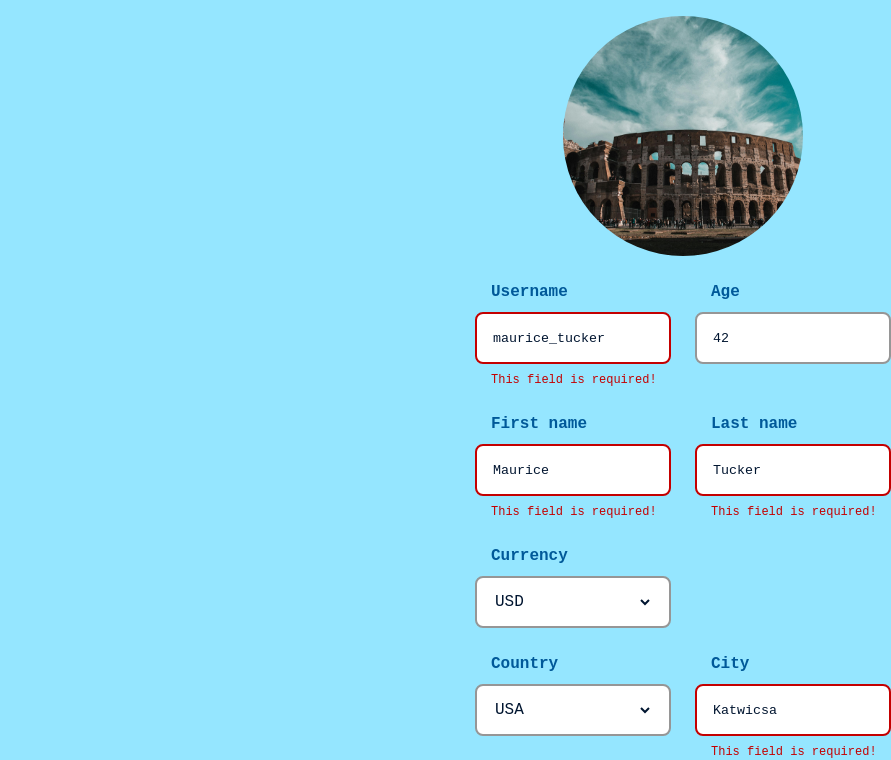 Username Age
maurice_tucker 42
This field is required!
First name Last name
Maurice Tucker
This field is required! This field is required!
Currency
USD
Country City
USA Katwicsa
This field is required!